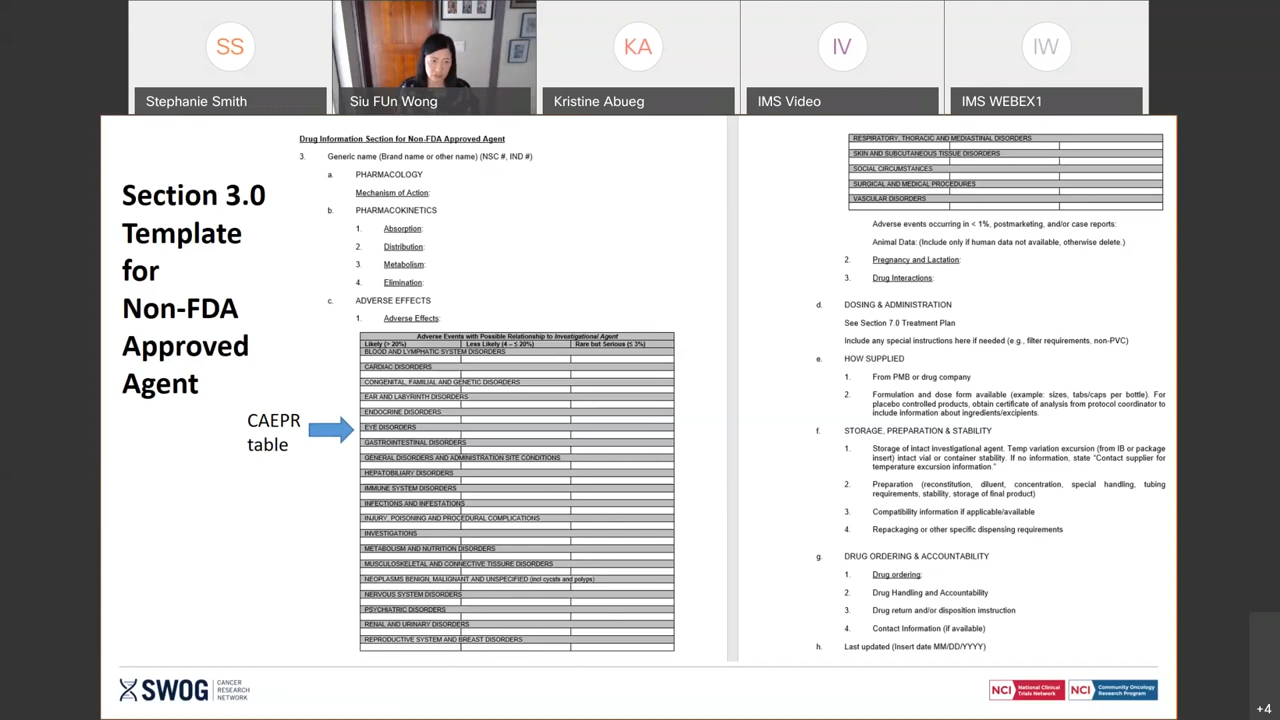 SS
KA
IV
IW
Stephanie Smith
Siu FUn Wong
Kristine Abueg
IMS Video
IMS WEBEX1
Section 3.0
Template
for
Non-FDA
Approved
Agent
CAEPR
table
Drug Information Section for Non-FDA Approved Agent
3. Generic name (Brand name or other name) (NSC #, IND #)
a. PHARMACOLOGY
Mechanism of Action:
b. PHARMACOKINETICS
1. Absorption:
2. Distribution:
3. Metabolism:
4. Elimination:
c. ADVERSE EFFECTS
1. Adverse Effects:
Adverse Events with Possible Relationship to Investigational Agent
Likely (> 20%) Less Likely (4 – ≤ 20%) Rare but Serious (≤ 3%)
BLOOD AND LYMPHATIC SYSTEM DISORDERS
CARDIAC DISORDERS
CONGENITAL, FAMILIAL AND GENETIC DISORDERS
EAR AND LABYRINTH DISORDERS
ENDOCRINE DISORDERS
EYE DISORDERS
GASTROINTESTINAL DISORDERS
GENERAL DISORDERS AND ADMINISTRATION SITE CONDITIONS
HEPATOBILIARY DISORDERS
IMMUNE SYSTEM DISORDERS
INFECTIONS AND INFESTATIONS
INJURY, POISONING AND PROCEDURAL COMPLICATIONS
INVESTIGATIONS
METABOLISM AND NUTRITION DISORDERS
MUSCULOSKELETAL AND CONNECTIVE TISSUE DISORDERS
NEOPLASMS BENIGN, MALIGNANT AND UNSPECIFIED (incl cycsts and polyps)
NERVOUS SYSTEM DISORDERS
PSYCHIATRIC DISORDERS
RENAL AND URINARY DISORDERS
REPRODUCTIVE SYSTEM AND BREAST DISORDERS
RESPIRATORY, THORACIC AND MEDIASTINAL DISORDERS
SKIN AND SUBCUTANEOUS TISSUE DISORDERS
SOCIAL CIRCUMSTANCES
SURGICAL AND MEDICAL PROCEDURES
VASCULAR DISORDERS
Adverse events occurring in < 1%, postmarketing, and/or case reports:
Animal Data: (Include only if human data not available, otherwise delete.)
2. Pregnancy and Lactation:
3. Drug Interactions:
d. DOSING & ADMINISTRATION
See Section 7.0 Treatment Plan
Include any special instructions here if needed (e.g., filter requirements, non-PVC)
e. HOW SUPPLIED
1. From PMB or drug company
2. Formulation and dose form available (example: sizes, tabs/caps per bottle). For
placebo controlled products, obtain certificate of analysis from protocol coordinator to
include information about ingredients/excipients.
f. STORAGE, PREPARATION & STABILITY
1. Storage of intact investigational agent. Temp variation excursion (from IB or package
insert) intact vial or container stability. If no information, state “Contact supplier for
temperature excursion information.”
2. Preparation (reconstitution, diluent, concentration, special handling, tubing
requirements, stability, storage of final product)
3. Compatibility information if applicable/available
4. Repackaging or other specific dispensing requirements
g. DRUG ORDERING & ACCOUNTABILITY
1. Drug ordering:
2. Drug Handling and Accountability
3. Drug return and/or disposition imstruction
4. Contact Information (if available)
h. Last updated (Insert date MM/DD/YYYY)
SWOG
CANCER
RESEARCH
NETWORK
NCI National Clinical
Trials Network
NCI Community Oncology
Research Program
+4